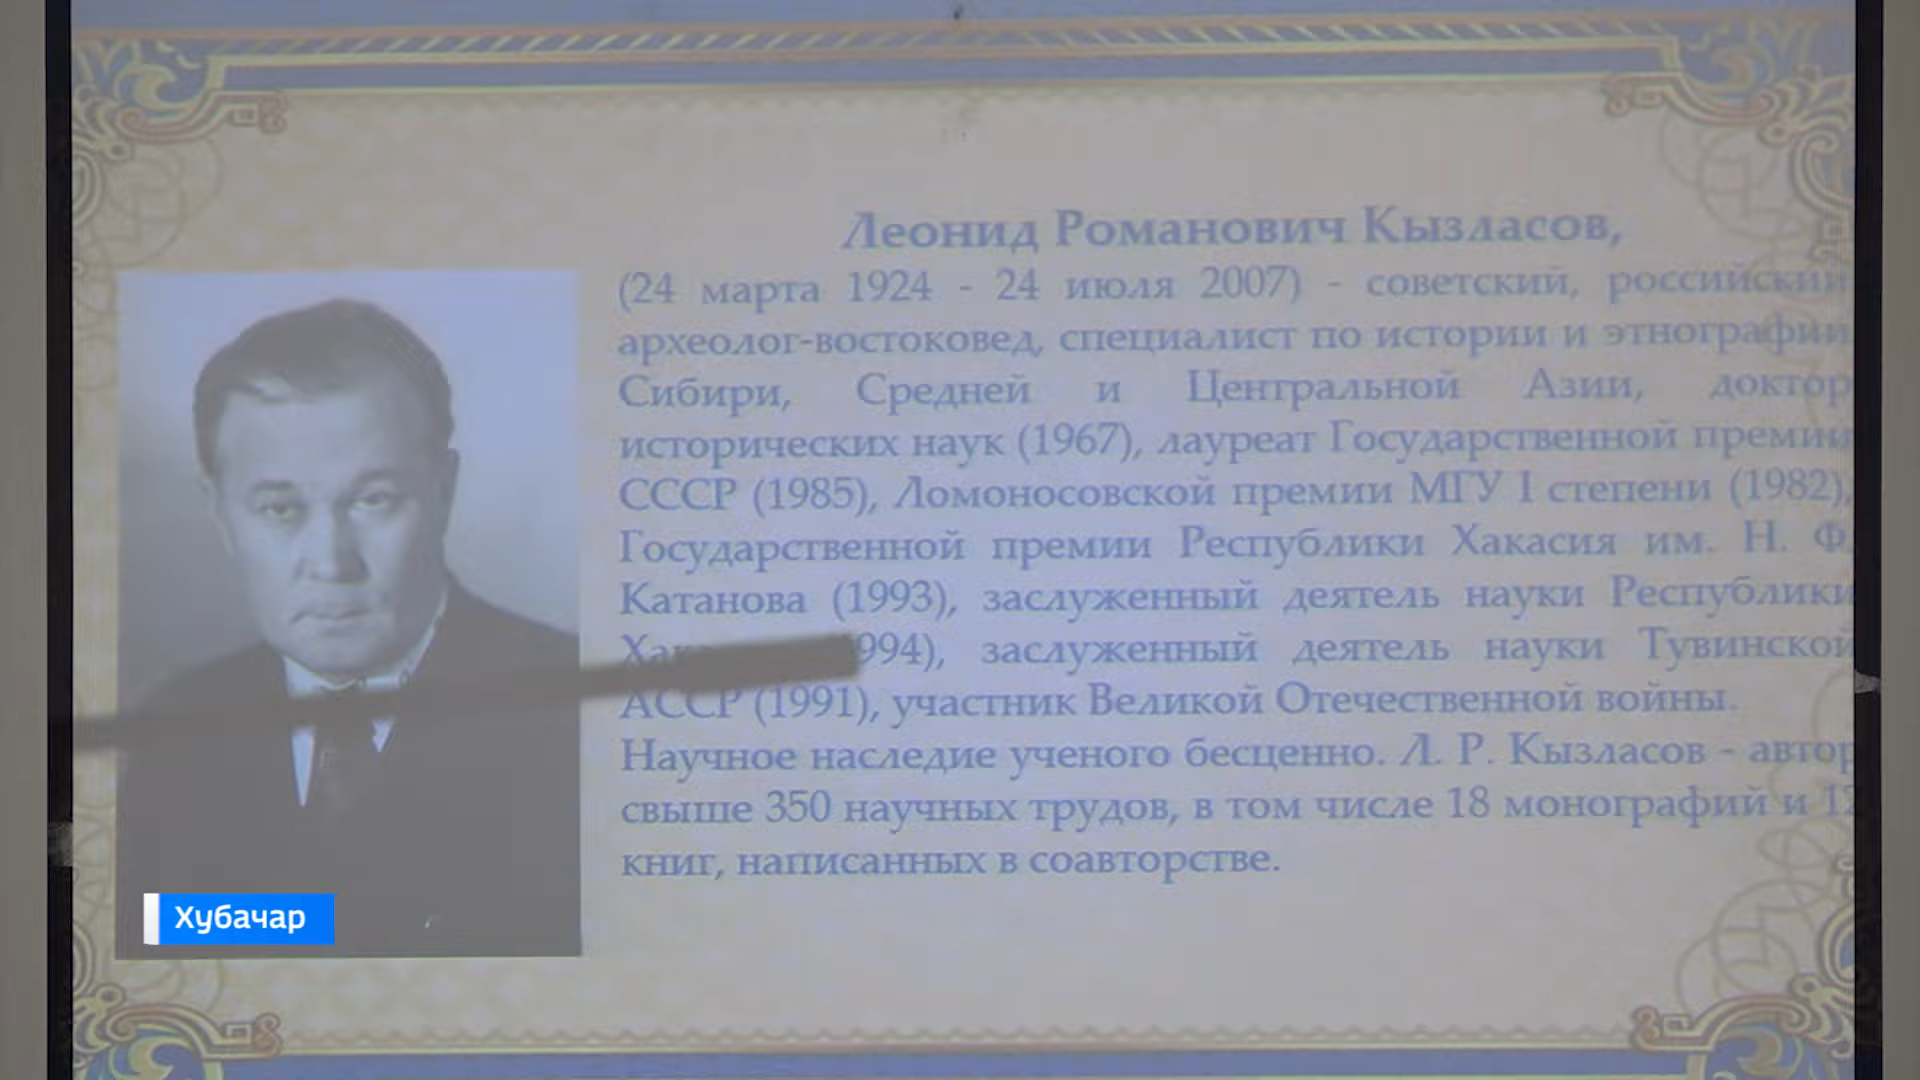 Леонид Романович Кызласов,
(24 марта 1924 - 24 июля 2007) - советский, российский
археолог-востоковед, специалист по истории и этнографии
Сибири, Средней и Центральной Азии, доктор
исторических наук (1967), лауреат Государственной премии
СССР (1985), Ломоносовской премии МГУ I степени (1982),
Государственной премии Республики Хакасия им. Н. Ф.
Катанова (1993), заслуженный деятель науки Республики
994), заслуженный деятель науки Тувинской
АССР (1991), участник Великой Отечественной войны.
Научное наследие ученого бесценно. Л. Р. Кызласов - автор
свыше 350 научных трудов, в том числе 18 монографий и
книг, написанных в соавторстве.
Хубачар